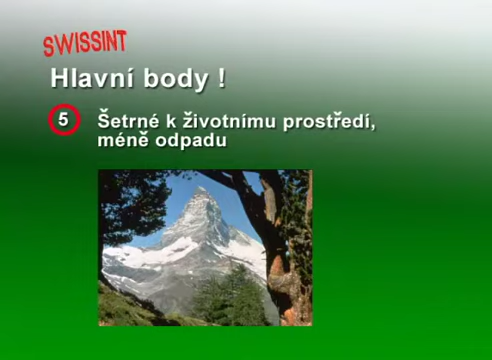 SWISSINT
Hlavní body !
5 Šetrné k životnímu prostředí,
méně odpadu